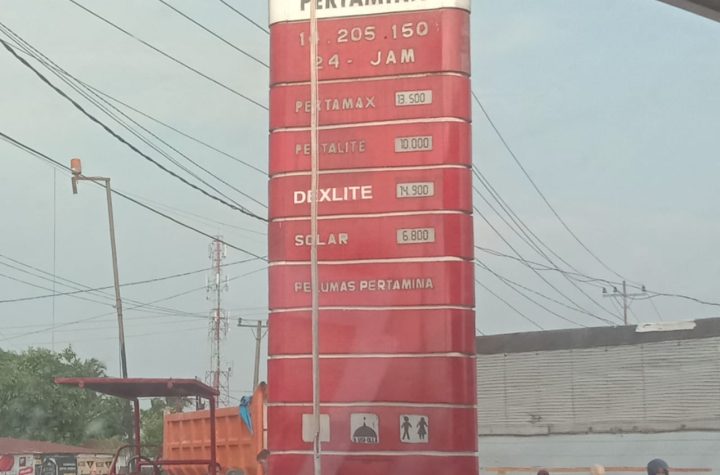 PERTAMINA
14.205.150
24 - JAM
PERTAMAX 13.500
PERTALITE 10.000
DEXLITE 14.900
SOLAR 6.800
PELUMAS PERTAMINA